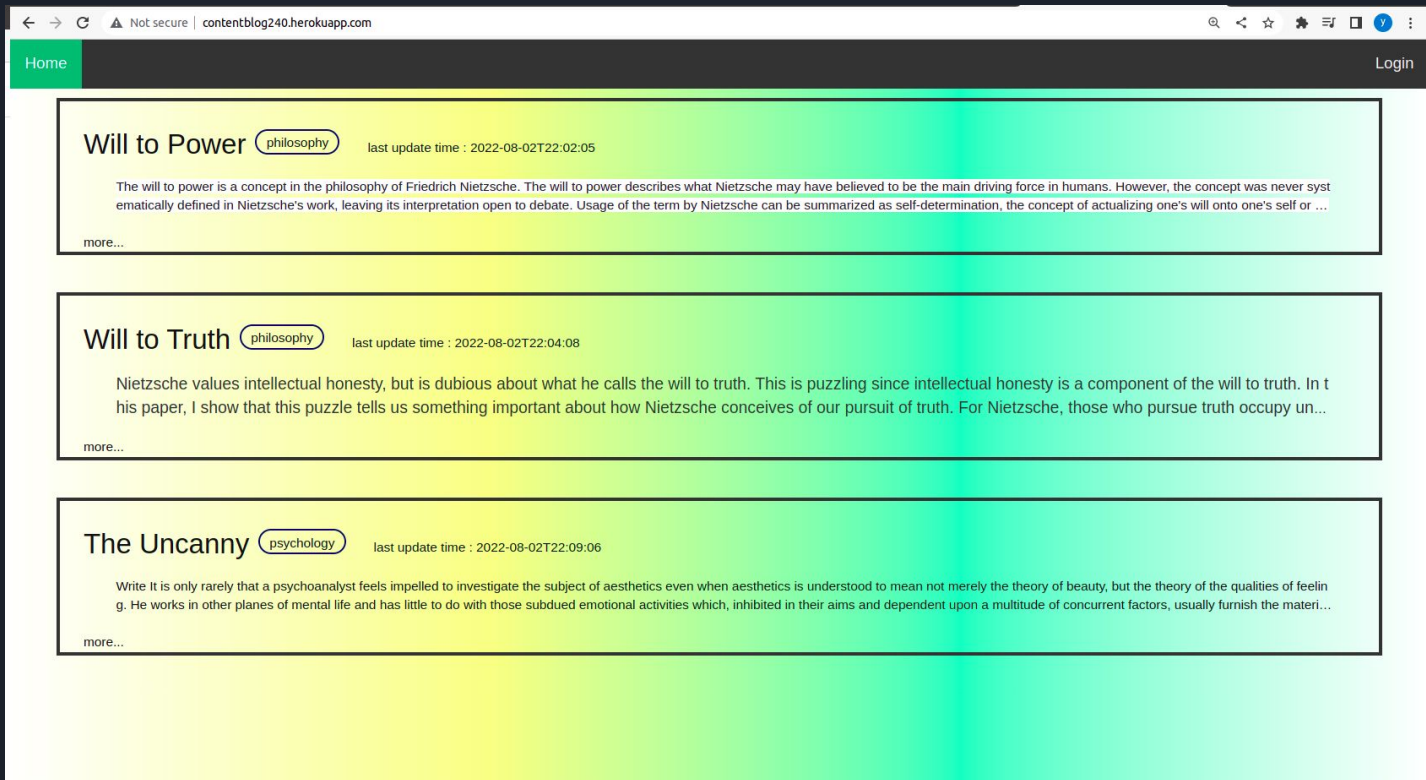 Not secure | contentblog240.herokuapp.com
y
Home
Login
Will to Power philosophy last update time : 2022-08-02T22:02:05
The will to power is a concept in the philosophy of Friedrich Nietzsche. The will to power describes what Nietzsche may have believed to be the main driving force in humans. However, the concept was never syst
ematically defined in Nietzsche's work, leaving its interpretation open to debate. Usage of the term by Nietzsche can be summarized as self-determination, the concept of actualizing one's will onto one's self or …
more...
Will to Truth philosophy last update time : 2022-08-02T22:04:08
Nietzsche values intellectual honesty, but is dubious about what he calls the will to truth. This is puzzling since intellectual honesty is a component of the will to truth. In t
his paper, I show that this puzzle tells us something important about how Nietzsche conceives of our pursuit of truth. For Nietzsche, those who pursue truth occupy un...
more...
The Uncanny psychology last update time : 2022-08-02T22:09:06
Write It is only rarely that a psychoanalyst feels impelled to investigate the subject of aesthetics even when aesthetics is understood to mean not merely the theory of beauty, but the theory of the qualities of feelin
g. He works in other planes of mental life and has little to do with those subdued emotional activities which, inhibited in their aims and dependent upon a multitude of concurrent factors, usually furnish the materi…
more...